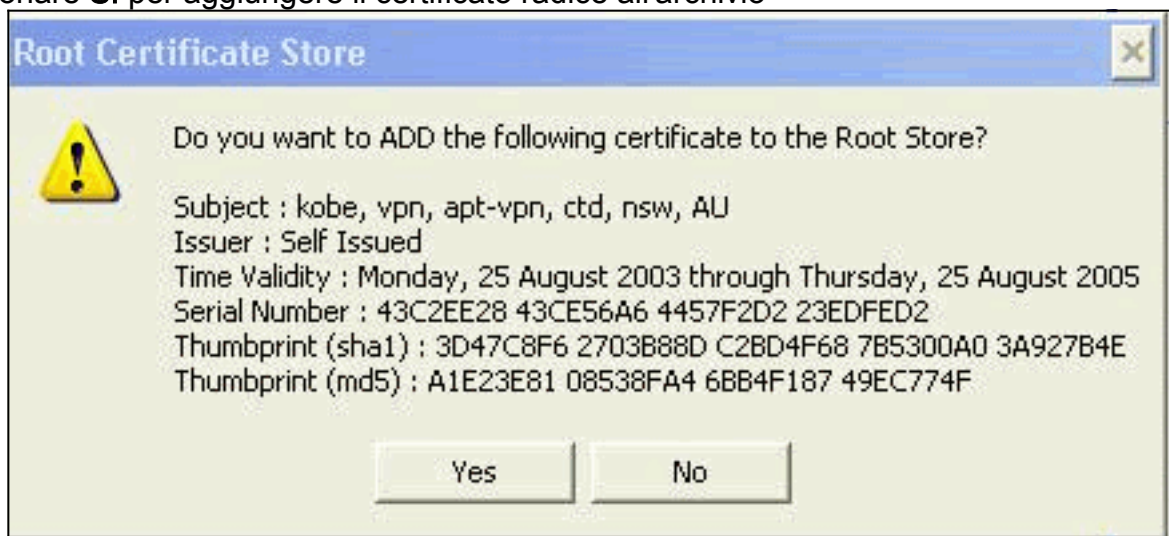 per aggiungere il certificato radice all'archivio
Root Certificate Store
Do you want to ADD the following certificate to the Root Store?
Subject : kobe, vpn, apt-vpn, ctd, nsw, AU
Issuer : Self Issued
Time Validity : Monday, 25 August 2003 through Thursday, 25 August 2005
Serial Number : 43C2EE28 43CE56A6 4457F2D2 23EDFED2
Thumbprint (sha1) : 3D47C8F6 2703B88D C2BD4F68 7B5300A0 3A927B4E
Thumbprint (md5) : A1E23E81 08538FA4 6BB4F187 49EC774F
Yes
No